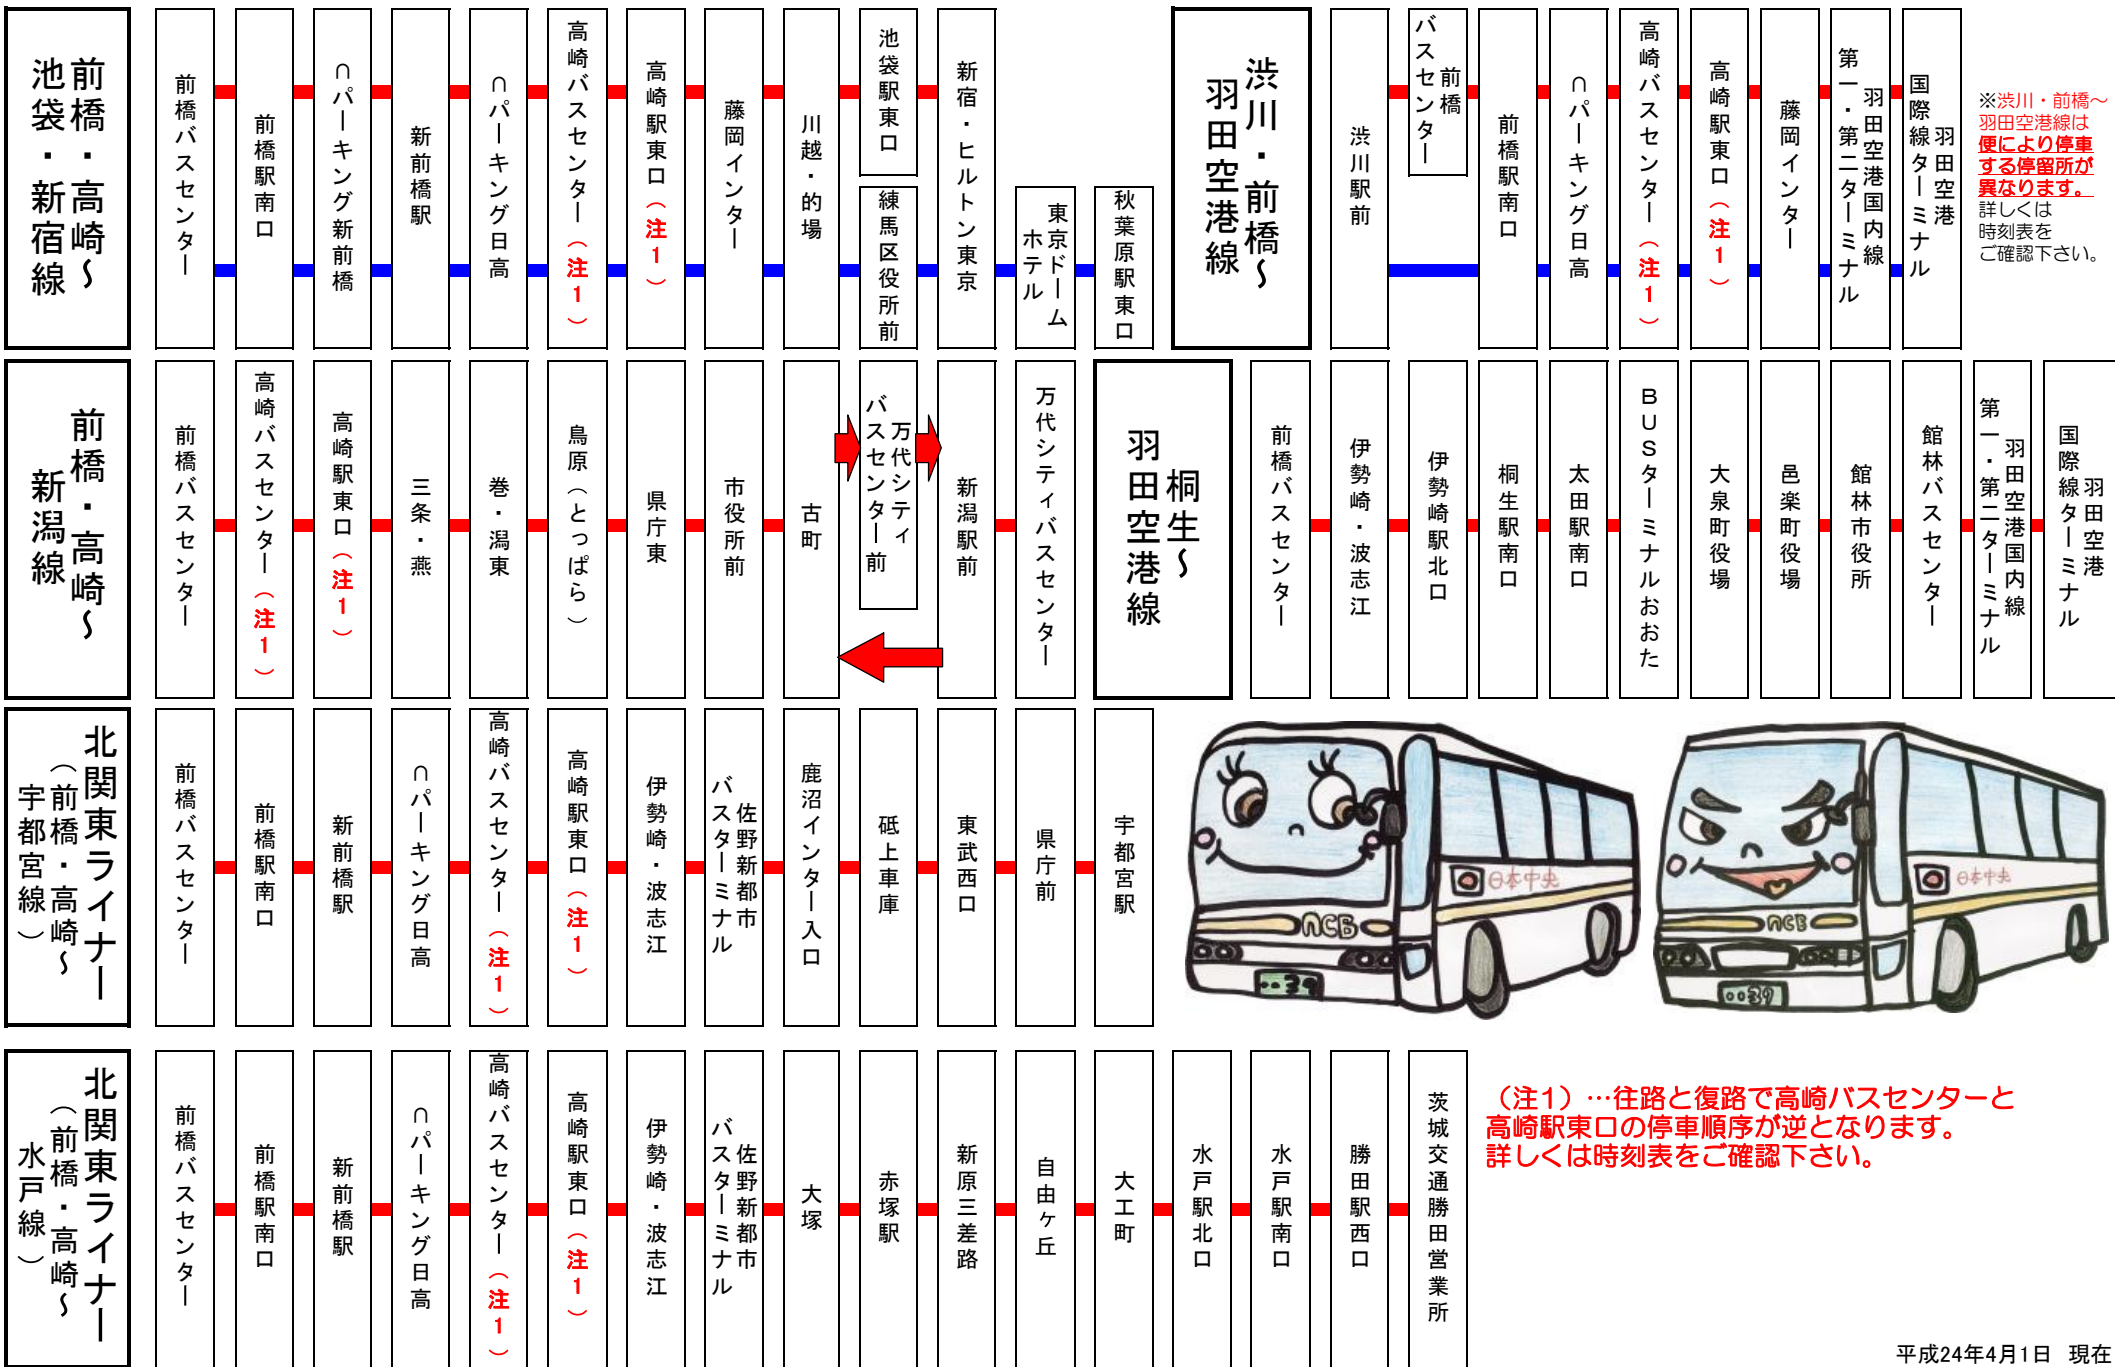 前橋・高崎～
池袋・新宿線
前橋バスセンター
前橋駅南口
∩パーキング新前橋
新前橋駅
∩パーキング日高
高崎バスセンター（注1）
高崎駅東口（注1）
藤岡インター
川越・的場
池袋駅東口
練馬区役所前
新宿・ヒルトン東京
東京ドーム
ホテル
秋葉原駅東口
渋川・前橋～
羽田空港線
渋川駅前
前橋
バスセンター
前橋駅南口
∩パーキング日高
高崎バスセンター（注1）
高崎駅東口（注1）
藤岡インター
羽田空港国内線
第一・第二ターミナル
羽田空港
国際線ターミナル
※渋川・前橋～
羽田空港線は
便により停車
する停留所が
異なります。
詳しくは
時刻表を
ご確認下さい。
前橋・高崎～
新潟線
前橋バスセンター
高崎バスセンター（注1）
高崎駅東口（注1）
三条・燕
巻・潟東
鳥原（とっぱら）
県庁東
市役所前
古町
万代シティ
バスセンター前
新潟駅前
万代シティバスセンター
桐生～
羽田空港線
前橋バスセンター
伊勢崎・波志江
伊勢崎駅北口
桐生駅南口
太田駅南口
BUSターミナルおおた
大泉町役場
邑楽町役場
館林市役所
館林バスセンター
羽田空港国内線
第一・第二ターミナル
羽田空港
国際線ターミナル
北関東ライナー
（前橋・高崎～
宇都宮線）
前橋バスセンター
前橋駅南口
新前橋駅
∩パーキング日高
高崎バスセンター（注1）
高崎駅東口（注1）
伊勢崎・波志江
佐野新都市
バスターミナル
鹿沼インター入口
砥上車庫
東武西口
県庁前
宇都宮駅
日本中央
NCB
・・39
日本中央
NCB
・・39
北関東ライナー
（前橋・高崎～
水戸線）
前橋バスセンター
前橋駅南口
新前橋駅
∩パーキング日高
高崎バスセンター（注1）
高崎駅東口（注1）
伊勢崎・波志江
佐野新都市
バスターミナル
大塚
赤塚駅
新原三差路
自由ヶ丘
大工町
水戸駅北口
水戸駅南口
勝田駅西口
茨城交通勝田営業所
（注1）…往路と復路で高崎バスセンターと
高崎駅東口の停車順序が逆となります。
詳しくは時刻表をご確認下さい。
平成24年4月1日 現在